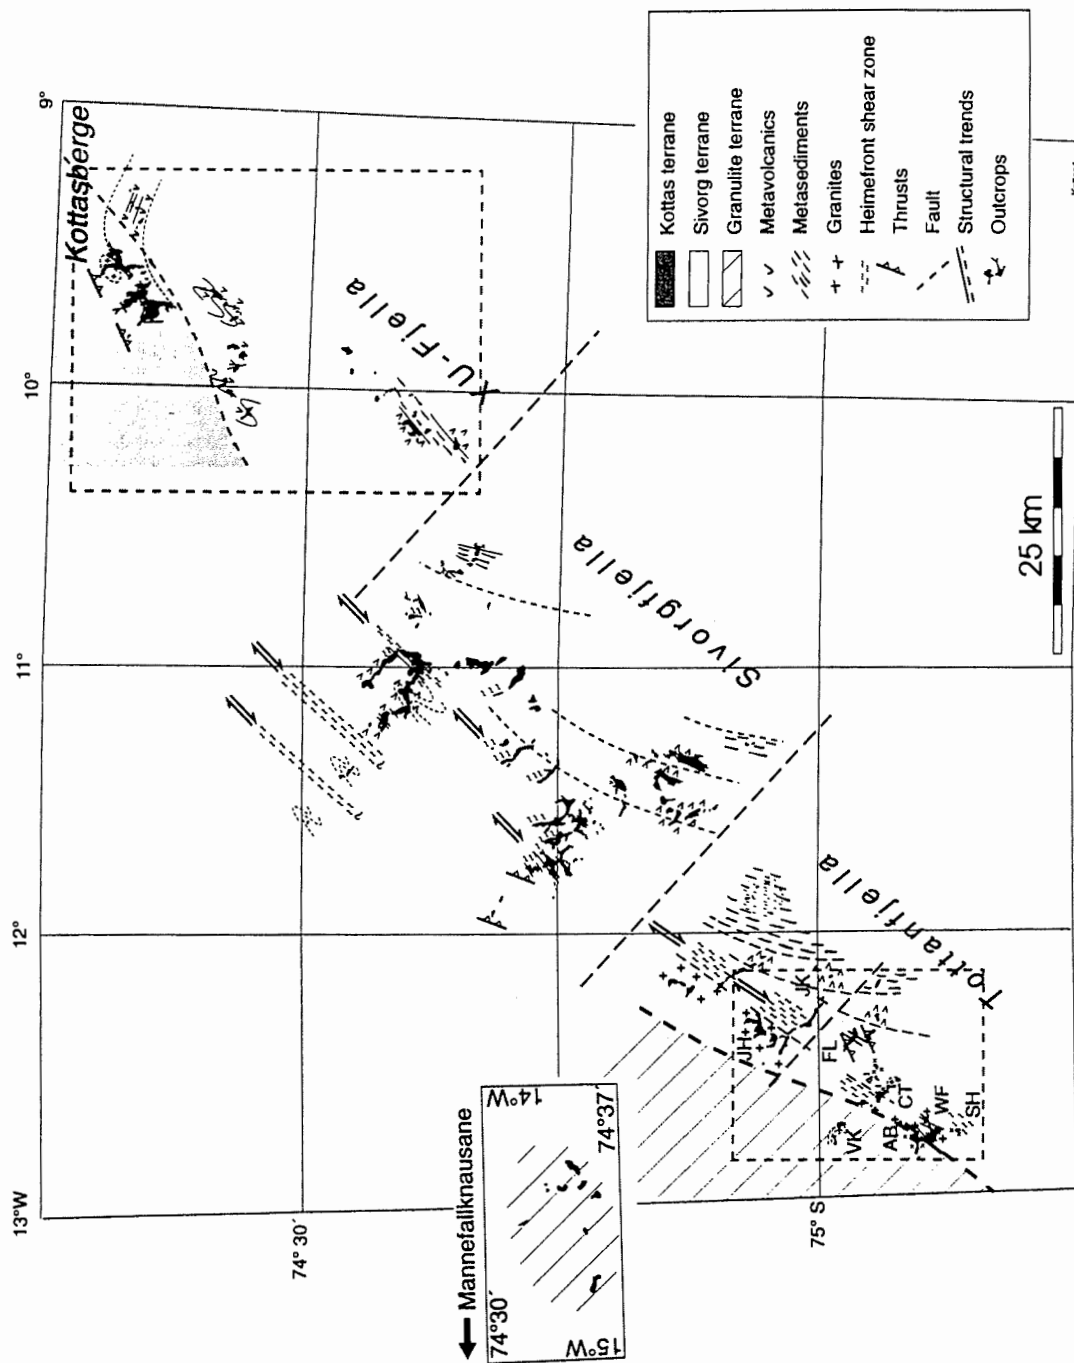 13°W
12°
11°
10°
9°
74° 30´
75° S
Kottasberge
U-Fjella
Sivorgfjella
Tottanfjella
JH
JK
FL
VK
CT
AB
WF
SH
Mannefallknausane
74°30´
14°W
15°W
74°37
25 km
Kottas terrane
Sivorg terrane
Granulite terrane
Metavolcanics
Metasediments
Granites
Heimefront shear zone
Thrusts
Fault
Structural trends
Outcrops